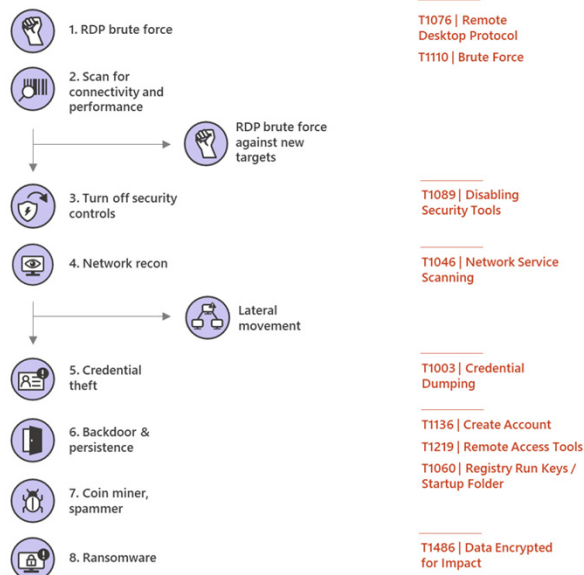 1. RDP brute force
T1076 | Remote
Desktop Protocol
T1110 | Brute Force
2. Scan for
connectivity and
performance
RDP brute force
against new
targets
3. Turn off security
controls
T1089 | Disabling
Security Tools
4. Network recon
T1046 | Network Service
Scanning
Lateral
movement
5. Credential
theft
T1003 | Credential
Dumping
6. Backdoor &
persistence
T1136 | Create Account
T1219 | Remote Access Tools
T1060 | Registry Run Keys /
Startup Folder
7. Coin miner,
spammer
8. Ransomware
T1486 | Data Encrypted
for Impact